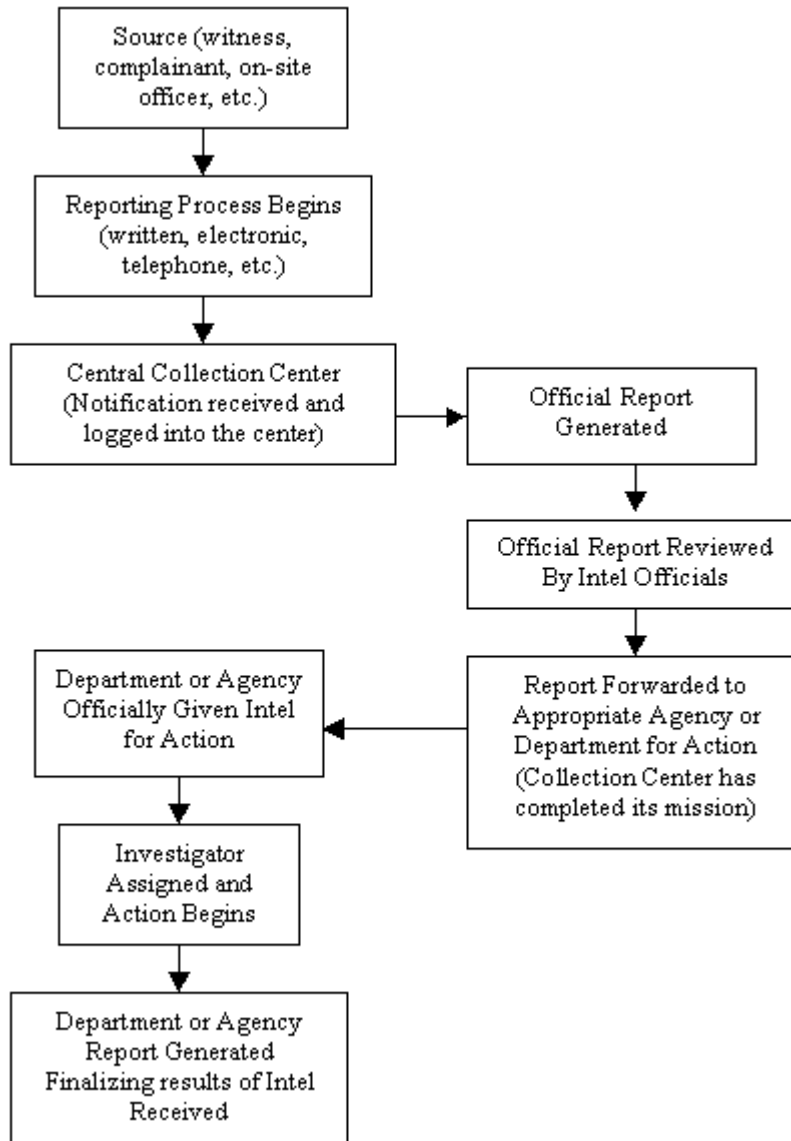 Source (witness,
complainant, on-site
officer, etc.)
Reporting Process Begins
(written, electronic,
telephone, etc.)
Central Collection Center
(Notification received and
logged into the center)
Official Report
Generated
Official Report Reviewed
By Intel Officials
Report Forwarded to
Appropriate Agency or
Department for Action
(Collection Center has
completed its mission)
Department or Agency
Officially Given Intel
for Action
Investigator
Assigned and
Action Begins
Department or Agency
Report Generated
Finalizing results of Intel
Received